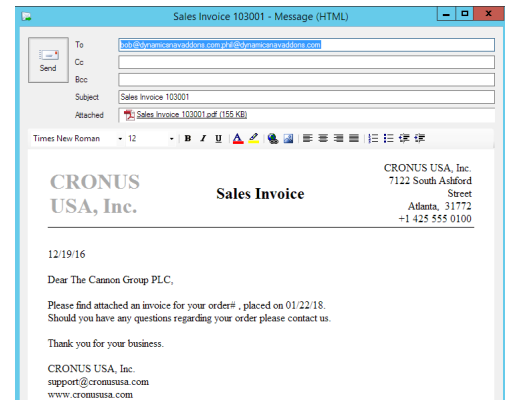 Sales Invoice 103001 - Message (HTML)
Send
To
bob@dynamicsnavaddons.com;phil@dynamicsnavaddons.com
Cc
Bcc
Subject
Sales Invoice 103001
Attached
Sales Invoice 103001.pdf (155 KB)
Times New Roman 12 B I U A
CRONUS
USA, Inc.
Sales Invoice
CRONUS USA, Inc.
7122 South Ashford
Street
Atlanta, 31772
+1 425 555 0100
12/19/16
Dear The Cannon Group PLC,
Please find attached an invoice for your order# , placed on 01/22/18.
Should you have any questions regarding your order please contact us.
Thank you for your business.
CRONUS USA, Inc.
support@cronususa.com
www.cronususa.com